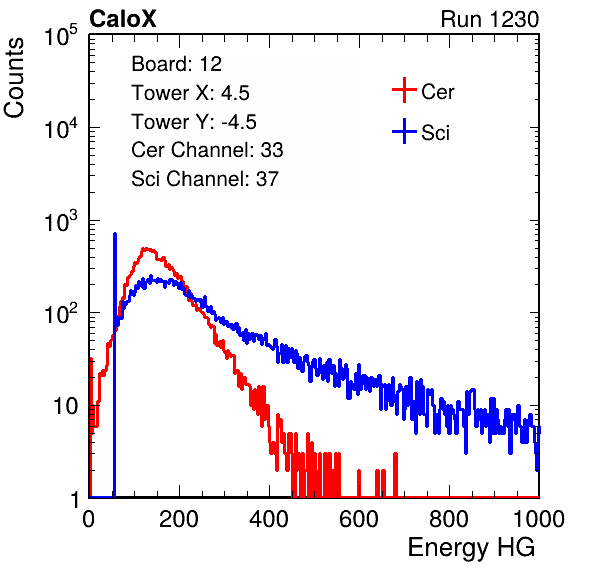 CaloX Run 1230
Counts
10^5
10^4
10^3
10^2
10
1
Board: 12
Tower X: 4.5
Tower Y: -4.5
Cer Channel: 33
Sci Channel: 37
Cer
Sci
0 200 400 600 800 1000
Energy HG